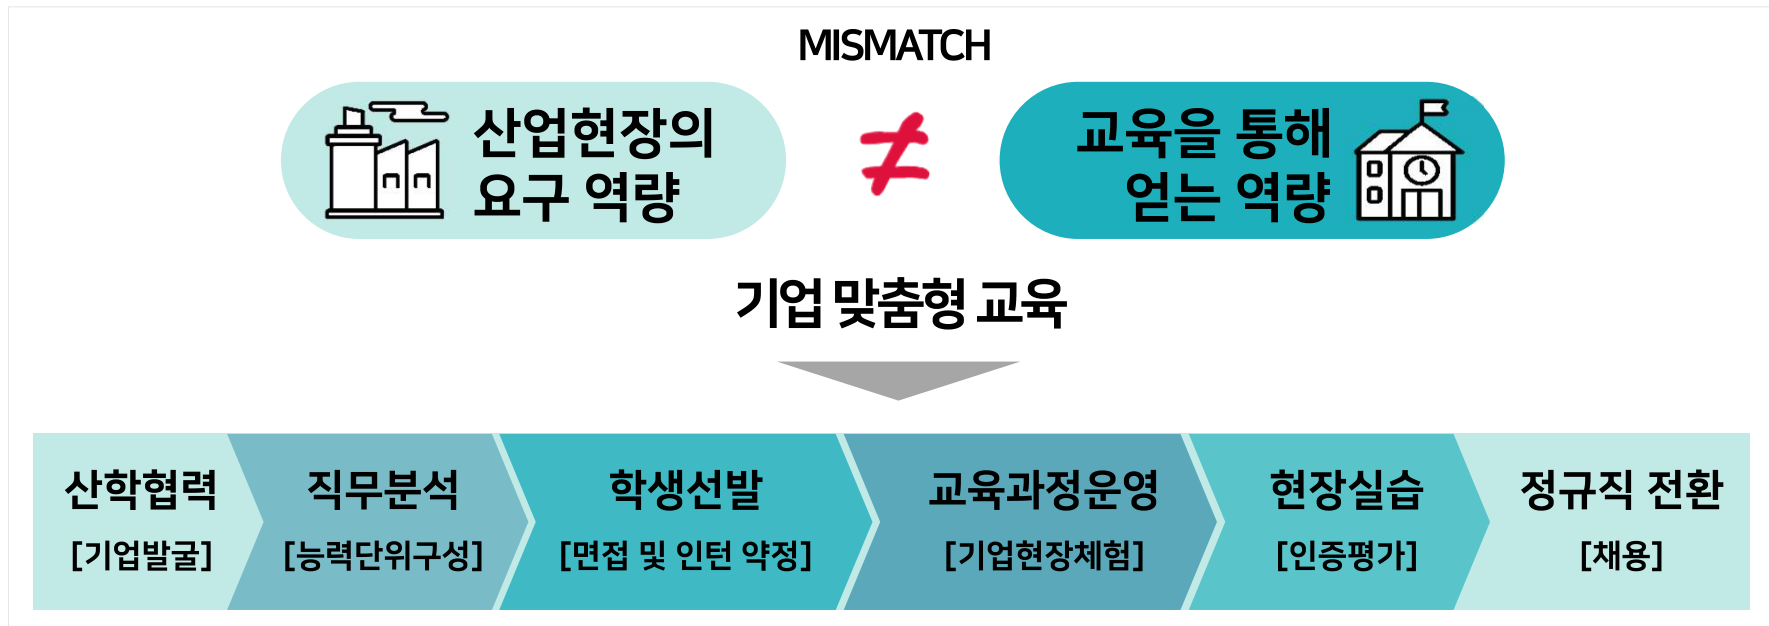 MISMATCH
산업현장의
요구 역량
≠
교육을 통해
얻는 역량
기업 맞춤형 교육
산학협력
[기업발굴]
직무분석
[능력단위구성]
학생선발
[면접 및 인턴 약정]
교육과정운영
[기업현장체험]
현장실습
[인증평가]
정규직 전환
[채용]